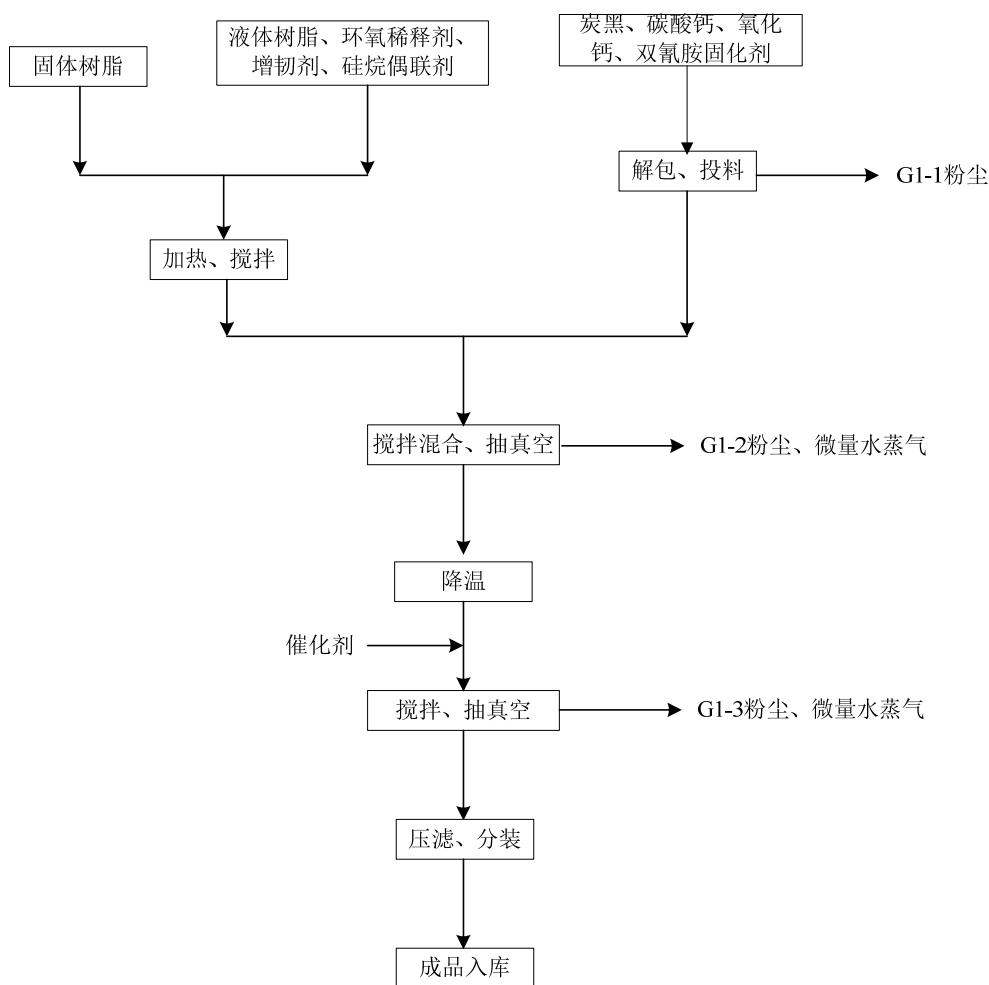 固体树脂
液体树脂、环氧稀释剂、
增韧剂、硅烷偶联剂
炭黑、碳酸钙、氧化
钙、双氰胺固化剂
解包、投料
G1-1粉尘
加热、搅拌
搅拌混合、抽真空
G1-2粉尘、微量水蒸气
降温
催化剂
搅拌、抽真空
G1-3粉尘、微量水蒸气
压滤、分装
成品入库